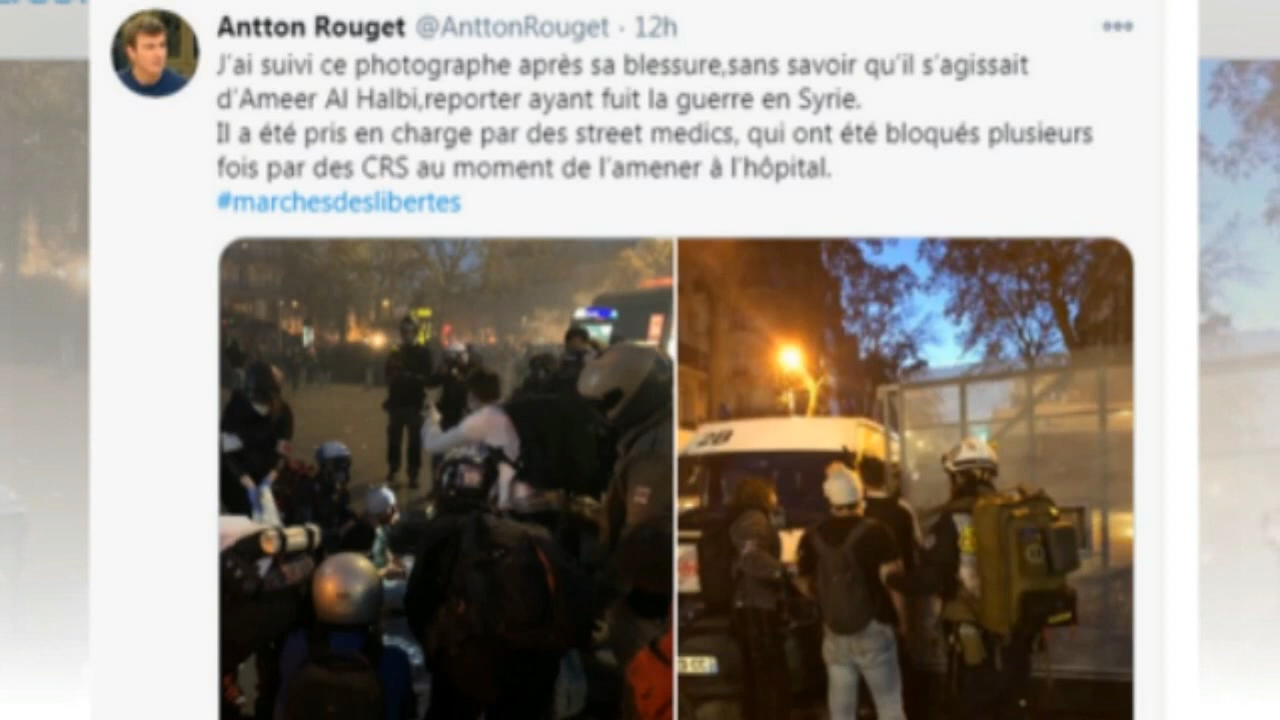 Antton Rouget @AnttonRouget · 12h
J'ai suivi ce photographe après sa blessure,sans savoir qu'il s'agissait
d'Ameer Al Halbi,reporter ayant fuit la guerre en Syrie.
Il a été pris en charge par des street medics, qui ont été bloqués plusieurs
fois par des CRS au moment de l'amener à l'hôpital.
#marchesdeslibertes
2B